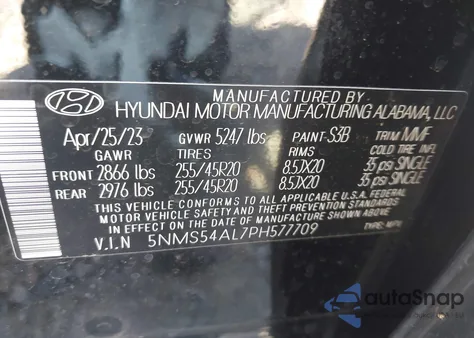 MANUFACTURED BY
HYUNDAI MOTOR MANUFACTURING ALABAMA, LLC
Apr/25/23 GVWR 5247 lbs PAINT-S3B TRIM MMF
GAWR TIRES RIMS COLD TIRE INFL
FRONT 2866 lbs 255/45R20 8.5JX20 35 psi SINGLE
REAR 2976 lbs 255/45R20 8.5JX20 35 psi SINGLE
THIS VEHICLE CONFORMS TO ALL APPLICABLE U.S.A. FEDERAL
MOTOR VEHICLE SAFETY AND THEFT PREVENTION STANDARDS
IN EFFECT ON THE DATE OF MANUFACTURE SHOWN ABOVE.
V.I.N 5NMS54AL7PH577709 TYPE: MPV
autoSnap